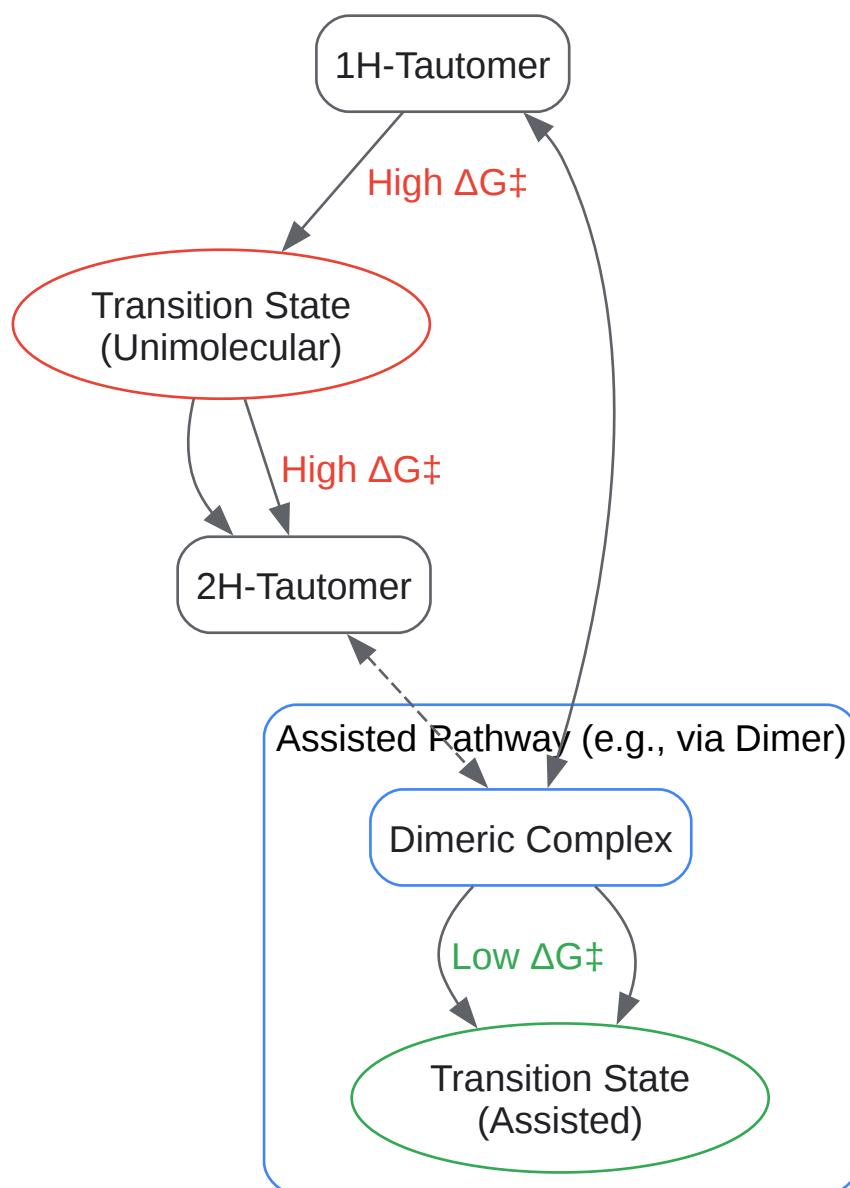 1H-Tautomer
High ΔG‡
Transition State
(Unimolecular)
High ΔG‡
2H-Tautomer
Assisted Pathway (e.g., via Dimer)
Dimeric Complex
Low ΔG‡
Transition State
(Assisted)